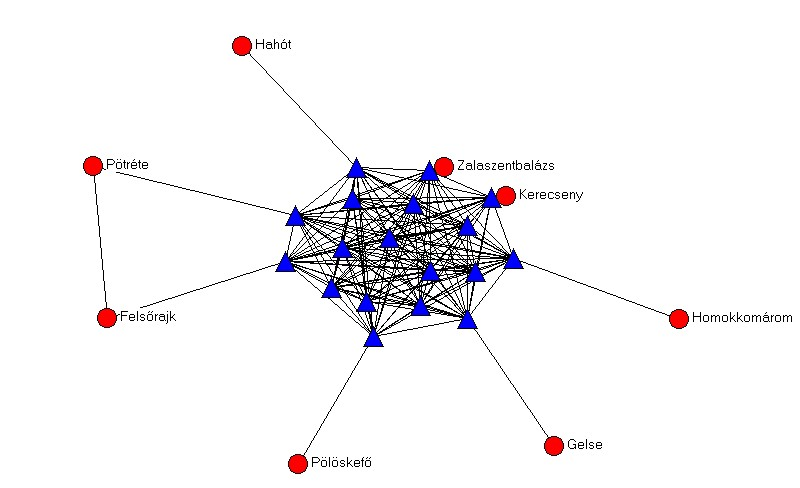 Hahót
Pötréte
Zalaszentbalázs
Kerecseny
Felsőrajk
Homokkomárom
Gelse
Pölöskefő